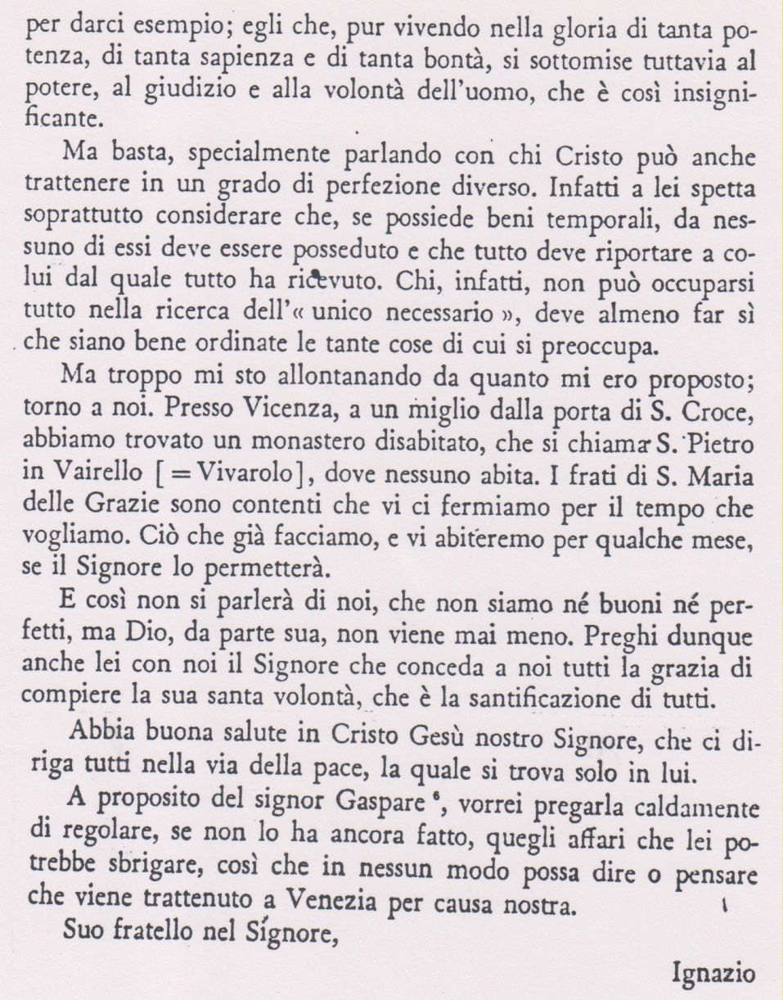 per darci esempio; egli che, pur vivendo nella gloria di tanta po-
tenza, di tanta sapienza e di tanta bontà, si sottomise tuttavia al
potere, al giudizio e alla volontà dell'uomo, che è così insigni-
ficante.
Ma basta, specialmente parlando con chi Cristo può anche
trattenere in un grado di perfezione diverso. Infatti a lei spetta
soprattutto considerare che, se possiede beni temporali, da nes-
suno di essi deve essere posseduto e che tutto deve riportare a co-
lui dal quale tutto ha ricevuto. Chi, infatti, non può occuparsi
tutto nella ricerca dell'« unico necessario », deve almeno far sì
che siano bene ordinate le tante cose di cui si preoccupa.
Ma troppo mi sto allontanando da quanto mi ero proposto;
torno a noi. Presso Vicenza, a un miglio dalla porta di S. Croce,
abbiamo trovato un monastero disabitato, che si chiama S. Pietro
in Vairello [ = Vivarolo], dove nessuno abita. I frati di S. Maria
delle Grazie sono contenti che vi ci fermiamo per il tempo che
vogliamo. Ciò che già facciamo, e vi abiteremo per qualche mese,
se il Signore lo permetterà.
E così non si parlerà di noi, che non siamo né buoni né per-
fetti, ma Dio, da parte sua, non viene mai meno. Preghi dunque
anche lei con noi il Signore che conceda a noi tutti la grazia di
compiere la sua santa volontà, che è la santificazione di tutti.
Abbia buona salute in Cristo Gesù nostro Signore, che ci di-
riga tutti nella via della pace, la quale si trova solo in lui.
A proposito del signor Gaspare ⁶, vorrei pregarla caldamente
di regolare, se non lo ha ancora fatto, quegli affari che lei po-
trebbe sbrigare, così che in nessun modo possa dire o pensare
che viene trattenuto a Venezia per causa nostra.
Suo fratello nel Signore,
Ignazio